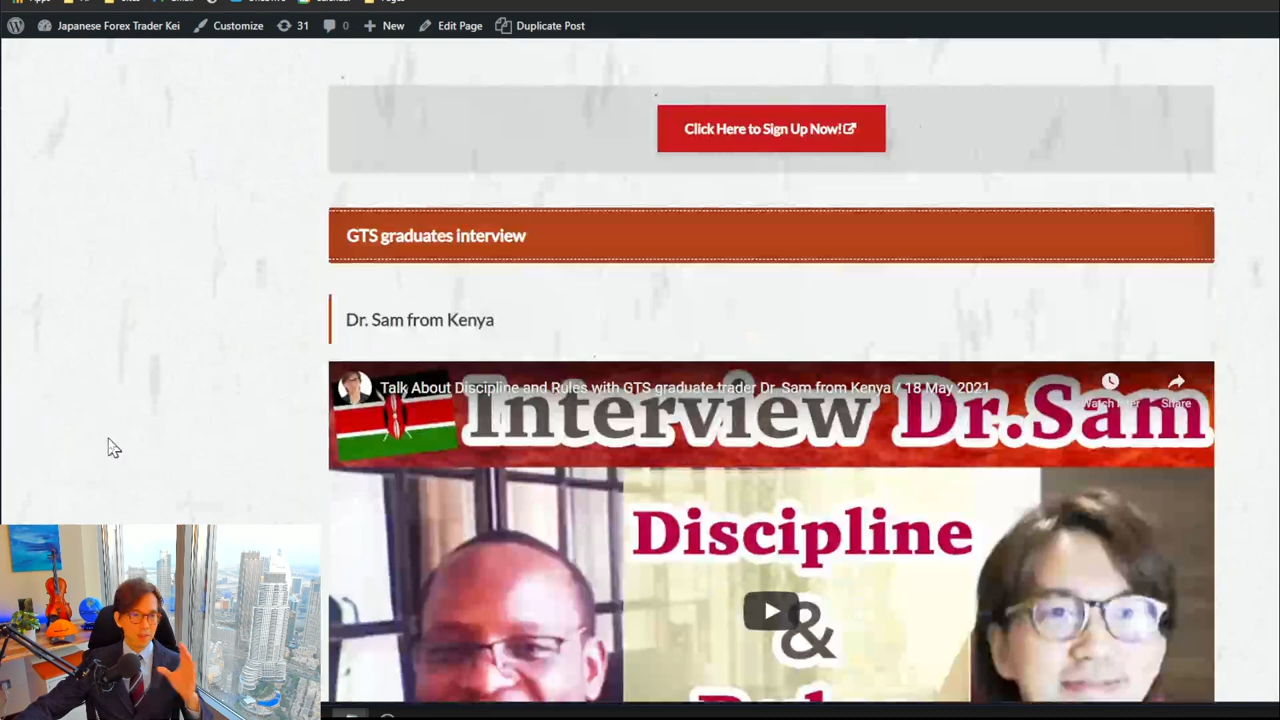 Japanese Forex Trader Kei Customize 31 0 New Edit Page Duplicate Post
Click Here to Sign Up Now!
GTS graduates interview
Dr. Sam from Kenya
Talk About Discipline and Rules with GTS graduate trader Dr. Sam from Kenya / 18 May 2021
Watch later
Share
Interview Dr.Sam
Discipline
&